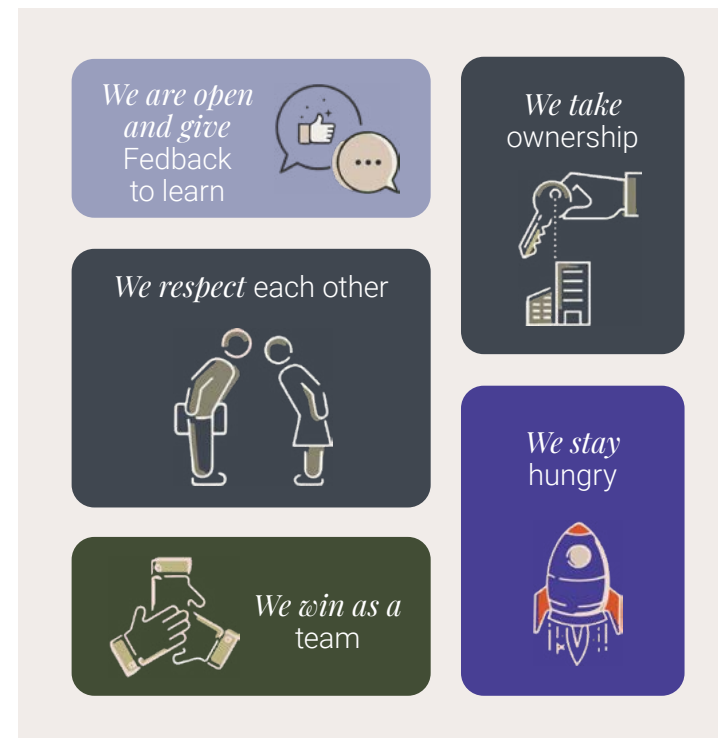 We are open
and give
Fedback
to learn
We take
ownership
We respect each other
We stay
hungry
We win as a
team